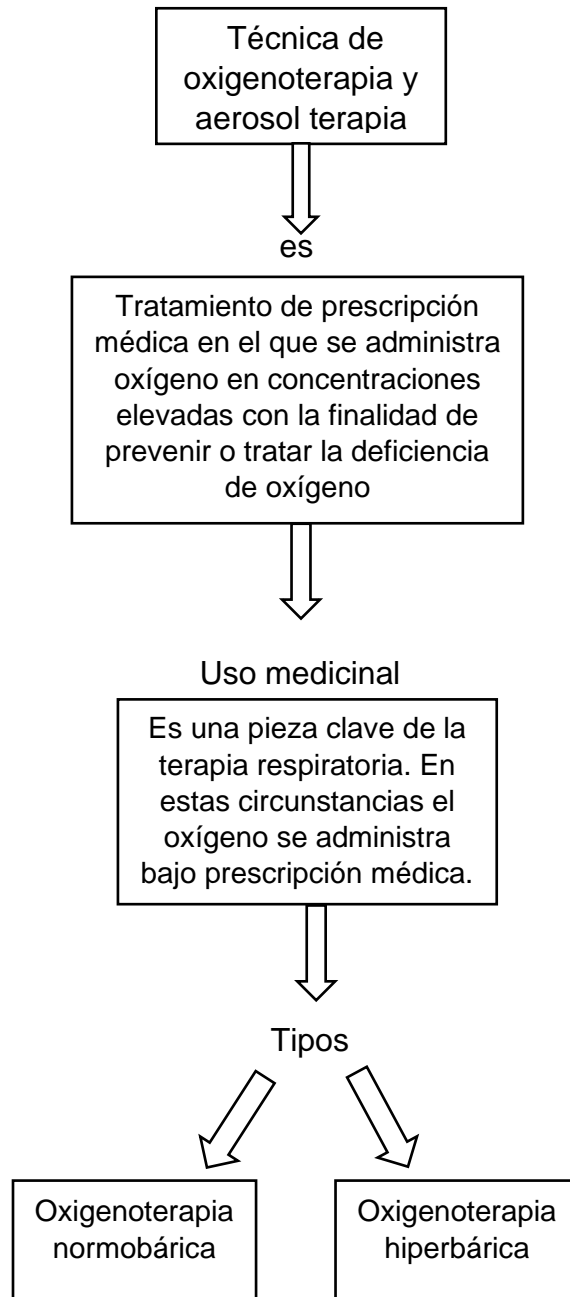 Técnica de
oxigenoterapia y
aerosol terapia
es
Tratamiento de prescripción
médica en el que se administra
oxígeno en concentraciones
elevadas con la finalidad de
prevenir o tratar la deficiencia
de oxígeno
Uso medicinal
Es una pieza clave de la
terapia respiratoria. En
estas circunstancias el
oxígeno se administra
bajo prescripción médica.
Tipos
Oxigenoterapia
normobárica
Oxigenoterapia
hiperbárica